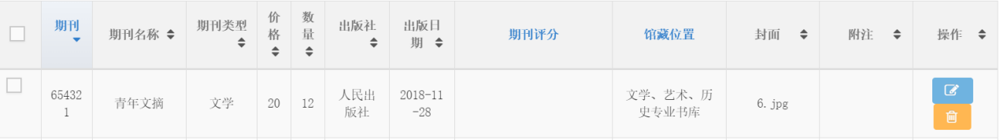 期刊
期刊名称
期刊类型
价
格
数
量
出版社
出版日
期
期刊评分
馆藏位置
封面
附注
操作
65432
1
青年文摘
文学
20
12
人民出
版社
2018-11
-28
文学、艺术、历
史专业书库
6.jpg